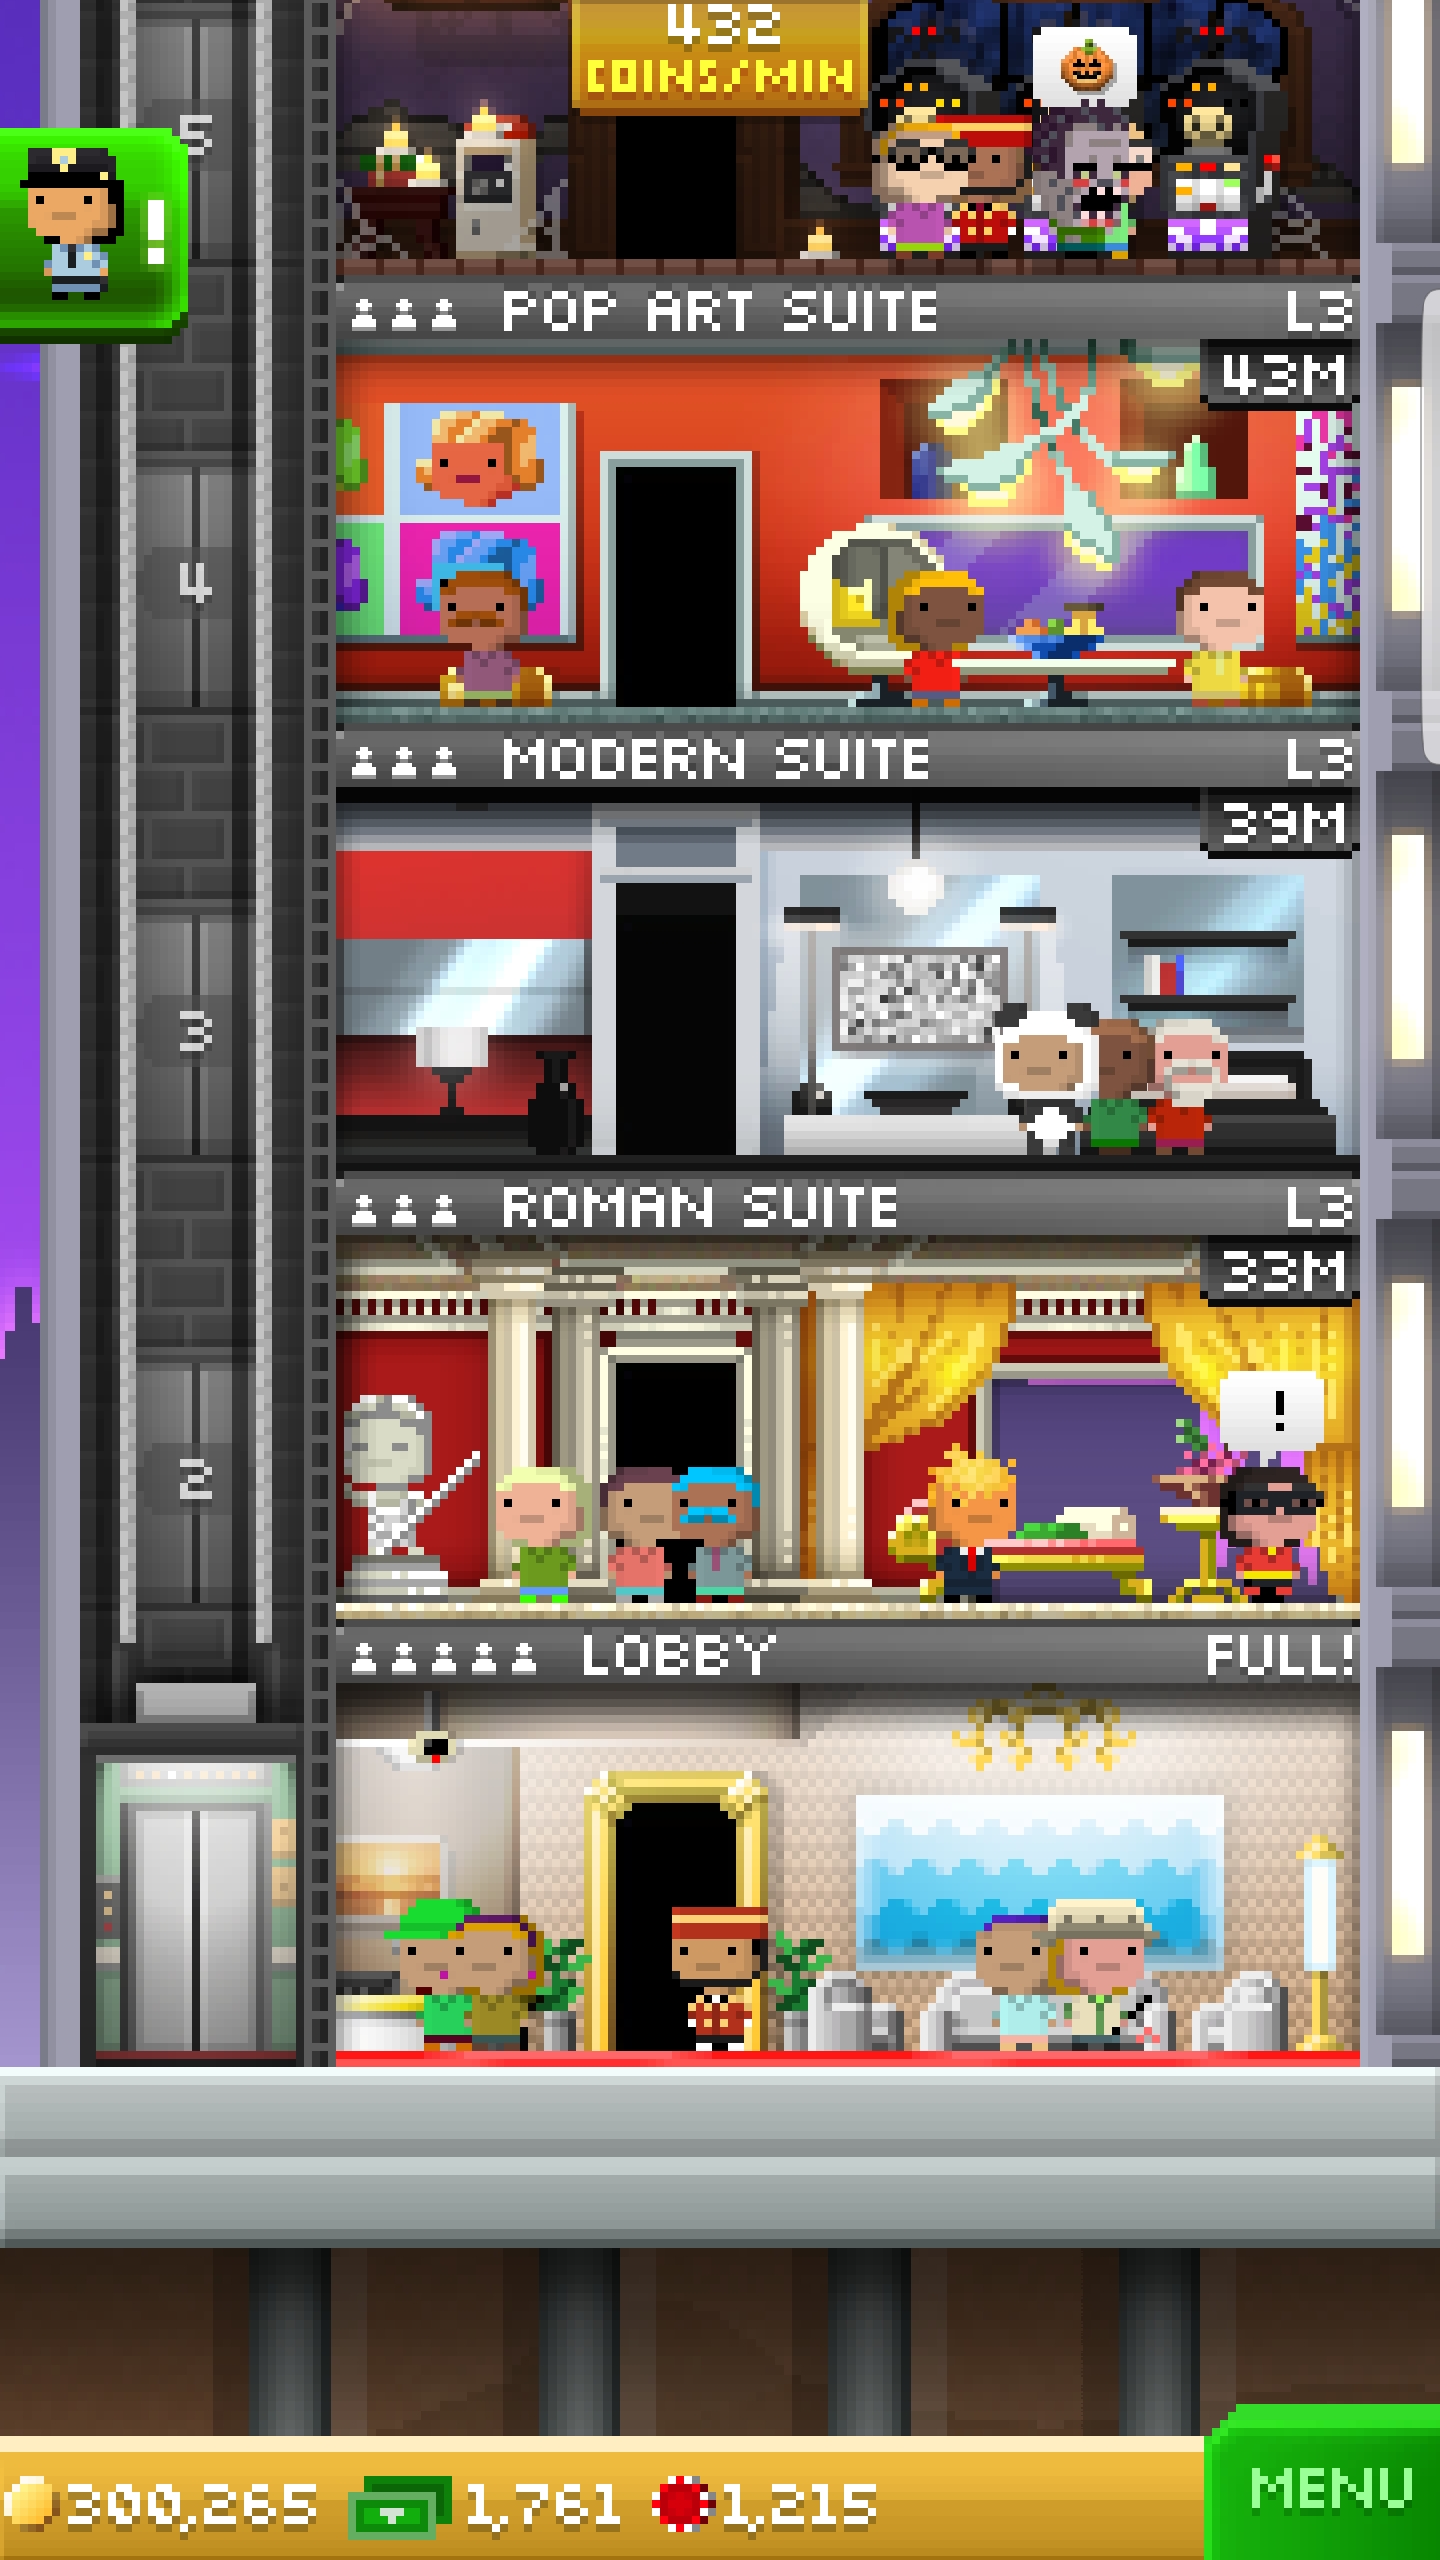 432
COINS/MIN
5
!
POP ART SUITE L3
43M
4
MODERN SUITE L3
39M
3
ROMAN SUITE L3
33M
!
2
LOBBY FULL!
300,265 1,761 1,215
MENU